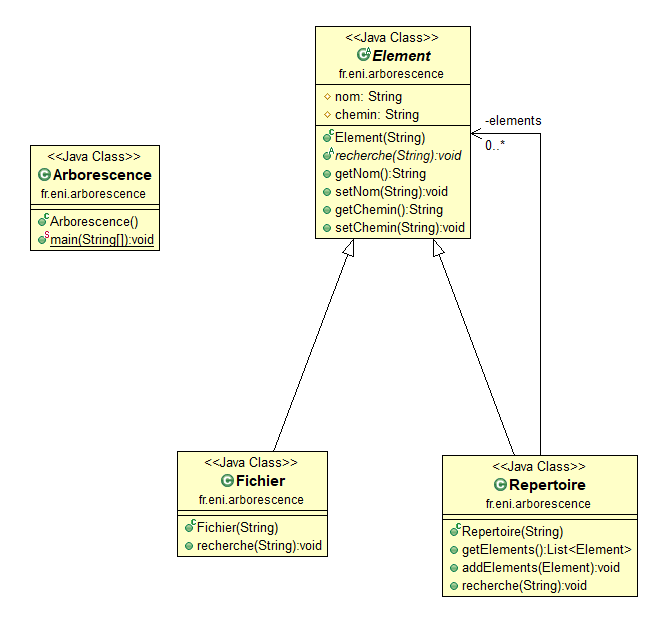 <<Java Class>>
Element
fr.eni.arborescence
nom: String
chemin: String
Element(String)
recherche(String):void
getNom():String
setNom(String):void
getChemin():String
setChemin(String):void
-elements
0..*
<<Java Class>>
Arborescence
fr.eni.arborescence
Arborescence()
main(String[]):void
<<Java Class>>
Fichier
fr.eni.arborescence
Fichier(String)
recherche(String):void
<<Java Class>>
Repertoire
fr.eni.arborescence
Repertoire(String)
getElements():List<Element>
addElements(Element):void
recherche(String):void